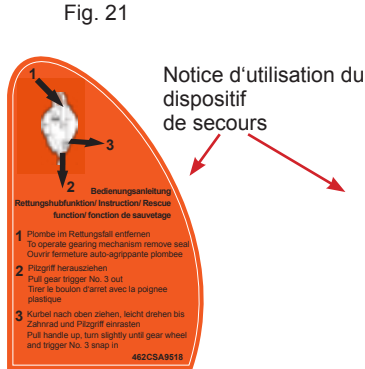 Fig. 21
Notice d‘utilisation du
dispositif
de secours
1
3
2
Bedienungsanleitung
Rettungshubfunktion/ Instruction/ Rescue
function/ fonction de sauvetage
1 Plombe im Rettungsfall entfernen
To operate gearing mechanism remove seal
Ouvrir fermeture auto-agrippante plombee
2 Pilzgriff herausziehen
Pull gear trigger No. 3 out
Tirer le boulon d'arret avec la poignee
plastique
3 Kurbel nach oben ziehen, leicht drehen bis
Zahnrad und Pilzgriff einrasten
Pull handle up, turn slightly until gear wheel
and trigger No. 3 snap in
462CSA9518